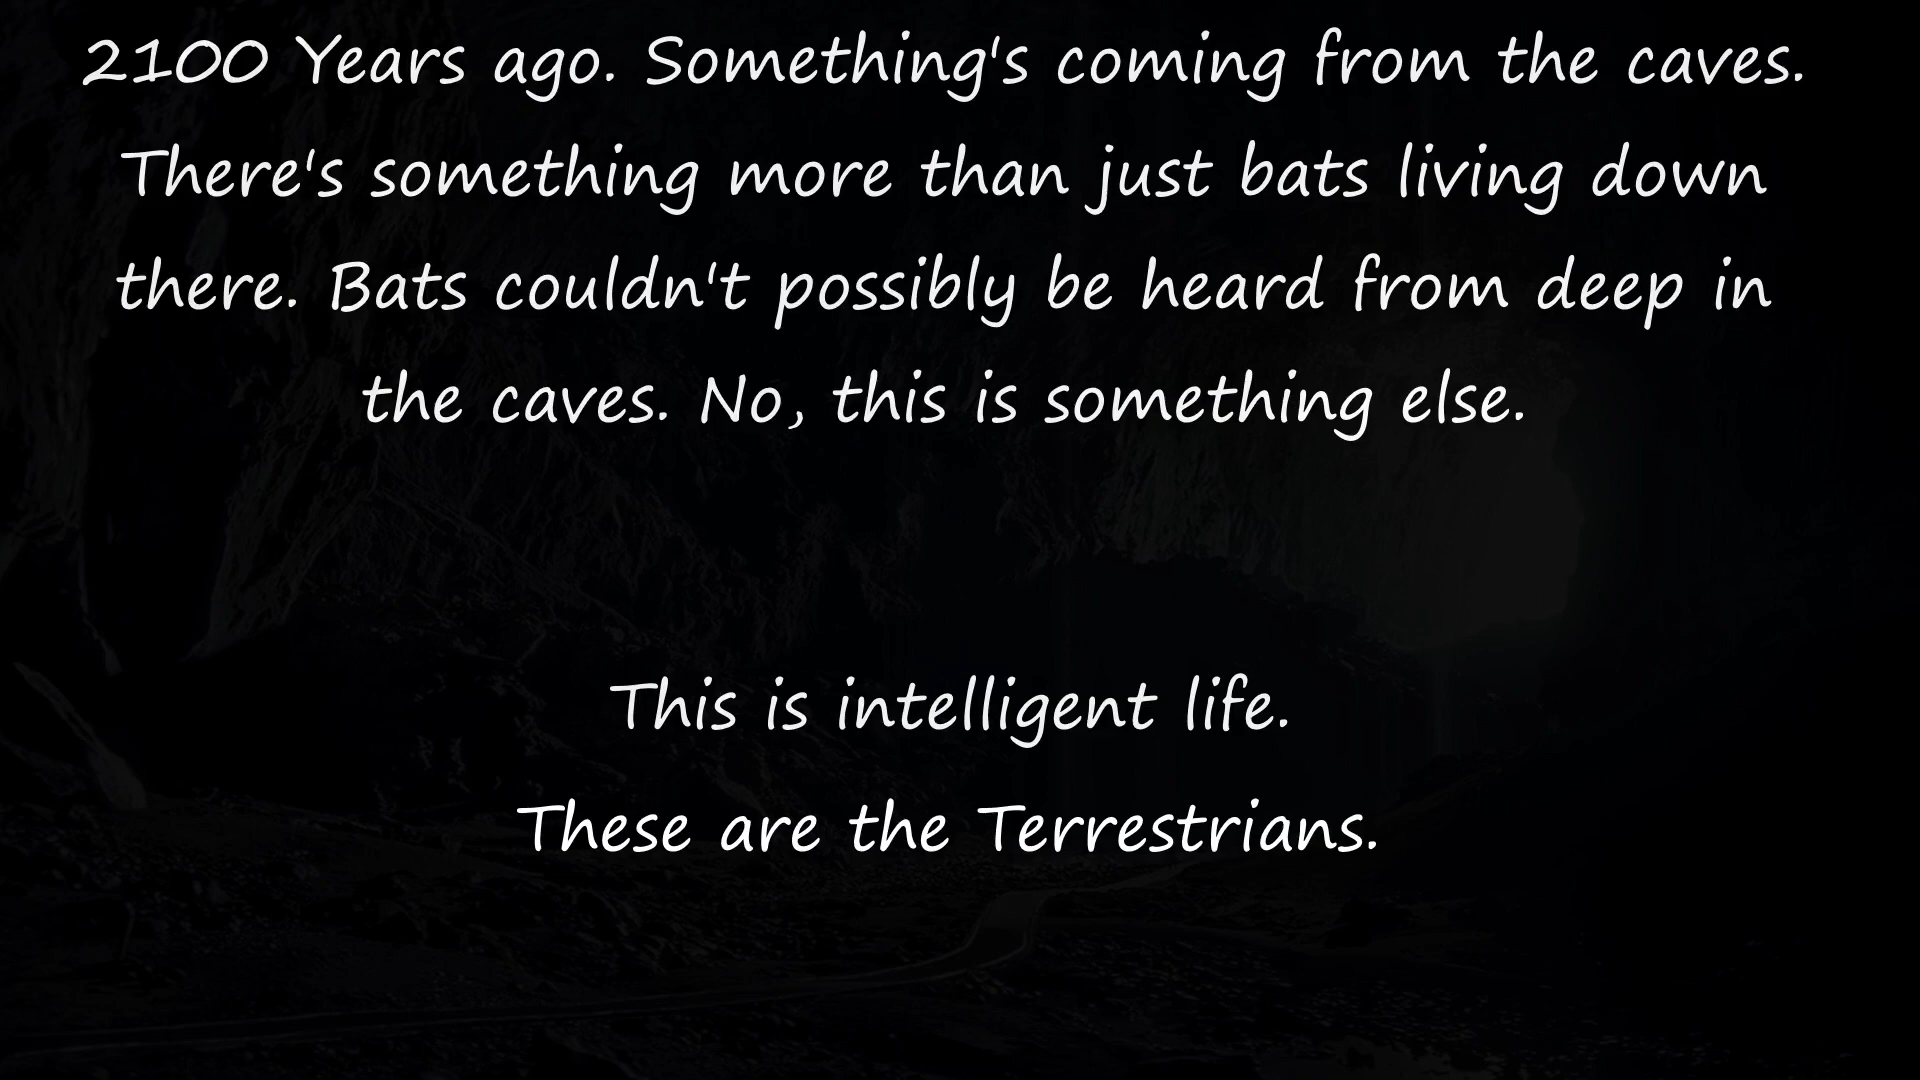 2100 Years ago. Something's coming from the caves.
There's something more than just bats living down
there. Bats couldn't possibly be heard from deep in
the caves. No, this is something else.
This is intelligent life.
These are the Terrestrians.